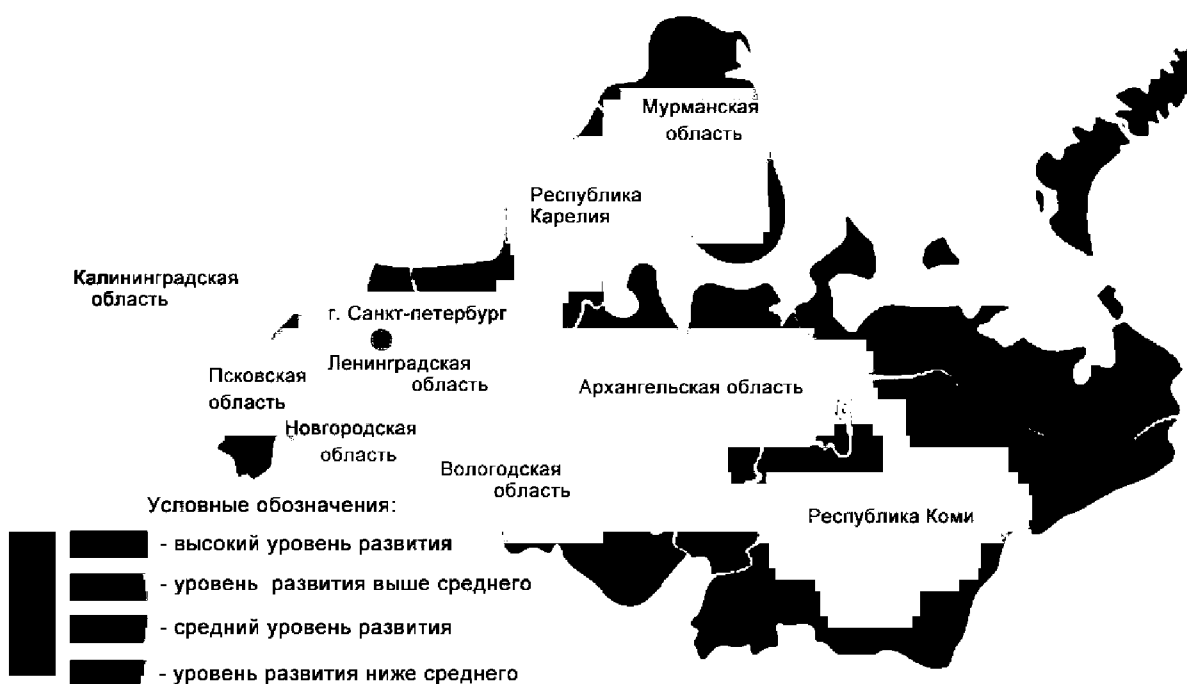 Мурманская
область
Республика
Карелия
Калининградская
область
г. Санкт-петербург
Ленинградская
область
Псковская
область
Архангельская область
Новгородская
область
Вологодская
область
Республика Коми
Условные обозначения:
- высокий уровень развития
- уровень развития выше среднего
- средний уровень развития
- уровень развития ниже среднего